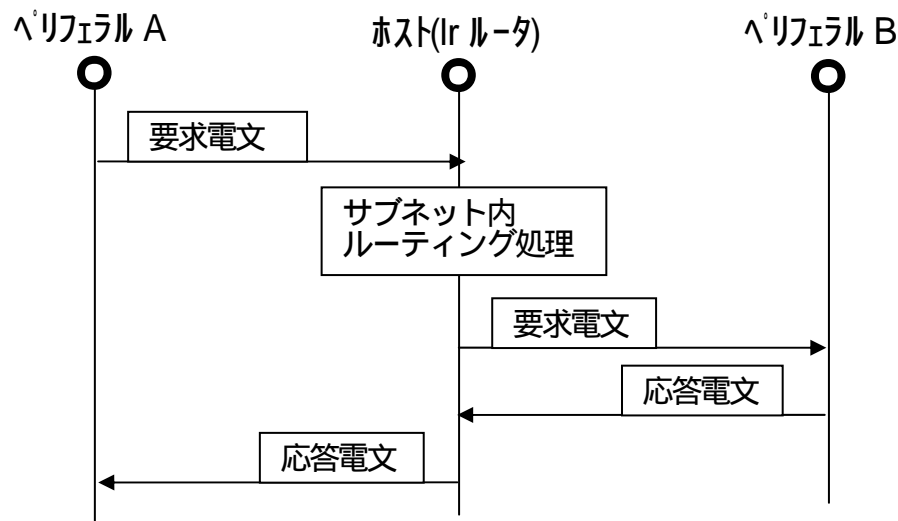 ﾍﾟﾘﾌｪﾗﾙ A
ﾎｽﾄ(Ir ﾙｰﾀ)
ﾍﾟﾘﾌｪﾗﾙ B
要求電文
サブネット内
ルーティング処理
要求電文
応答電文
応答電文